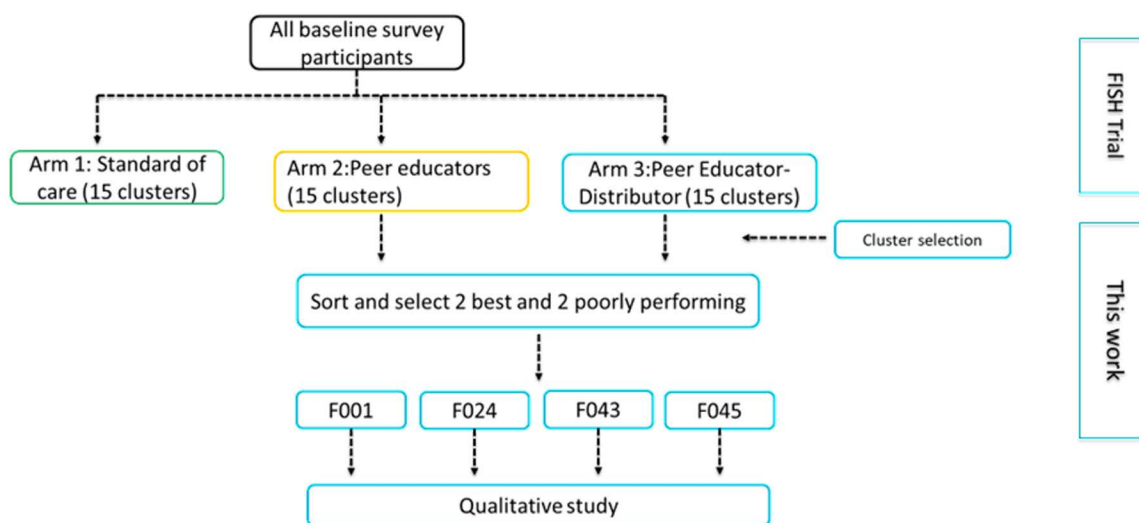 All baseline survey
participants
FISH Trial
Arm 1: Standard of
care (15 clusters)
Arm 2:Peer educators
(15 clusters)
Arm 3:Peer Educator-
Distributor (15 clusters)
Cluster selection
Sort and select 2 best and 2 poorly performing
This work
F001
F024
F043
F045
Qualitative study